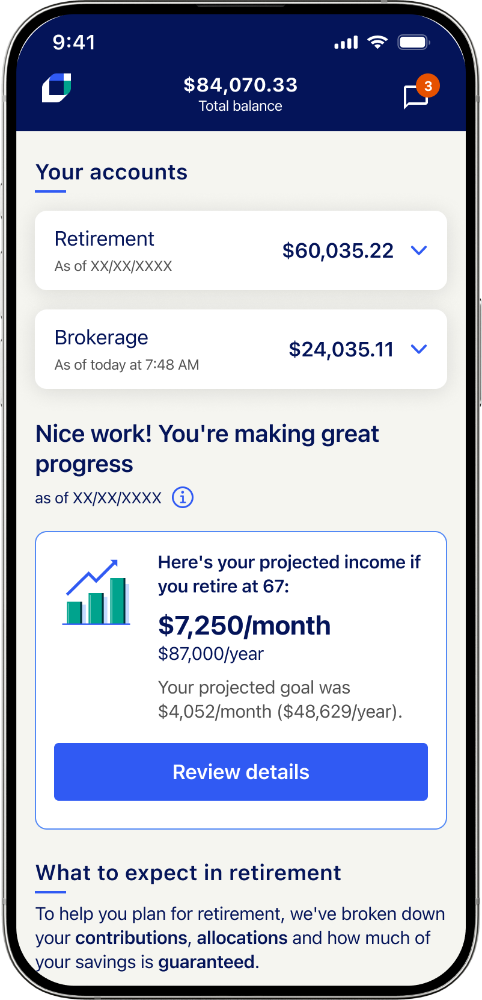 9:41
$84,070.33
Total balance
3
Your accounts
Retirement
$60,035.22
As of XX/XX/XXXX
Brokerage
$24,035.11
As of today at 7:48 AM
Nice work! You're making great
progress
as of XX/XX/XXXX
Here's your projected income if
you retire at 67:
$7,250/month
$87,000/year
Your projected goal was
$4,052/month ($48,629/year).
Review details
What to expect in retirement
To help you plan for retirement, we've broken down
your contributions, allocations and how much of
your savings is guaranteed.